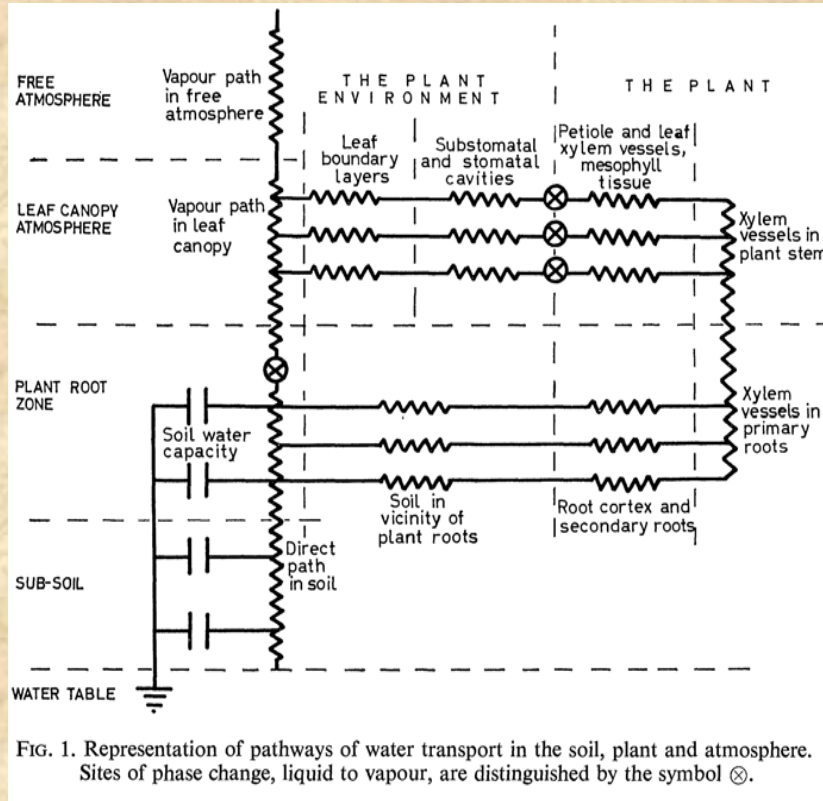 FREE
ATMOSPHERE
Vapour path
in free
atmosphere
THE PLANT
ENVIRONMENT
THE PLANT
Leaf
boundary
layers
Substomatal
and stomatal
cavities
Petiole and leaf
xylem vessels,
mesophyll
tissue
LEAF CANOPY
ATMOSPHERE
Vapour path
in leaf
canopy
Xylem
vessels in
plant stem
PLANT ROOT
ZONE
Soil water
capacity
Xylem
vessels in
primary
roots
Soil in
vicinity of
plant roots
Root cortex and
secondary roots
SUB-SOIL
Direct
path
in soil
WATER TABLE
FIG. 1. Representation of pathways of water transport in the soil, plant and atmosphere.
Sites of phase change, liquid to vapour, are distinguished by the symbol ⊗.